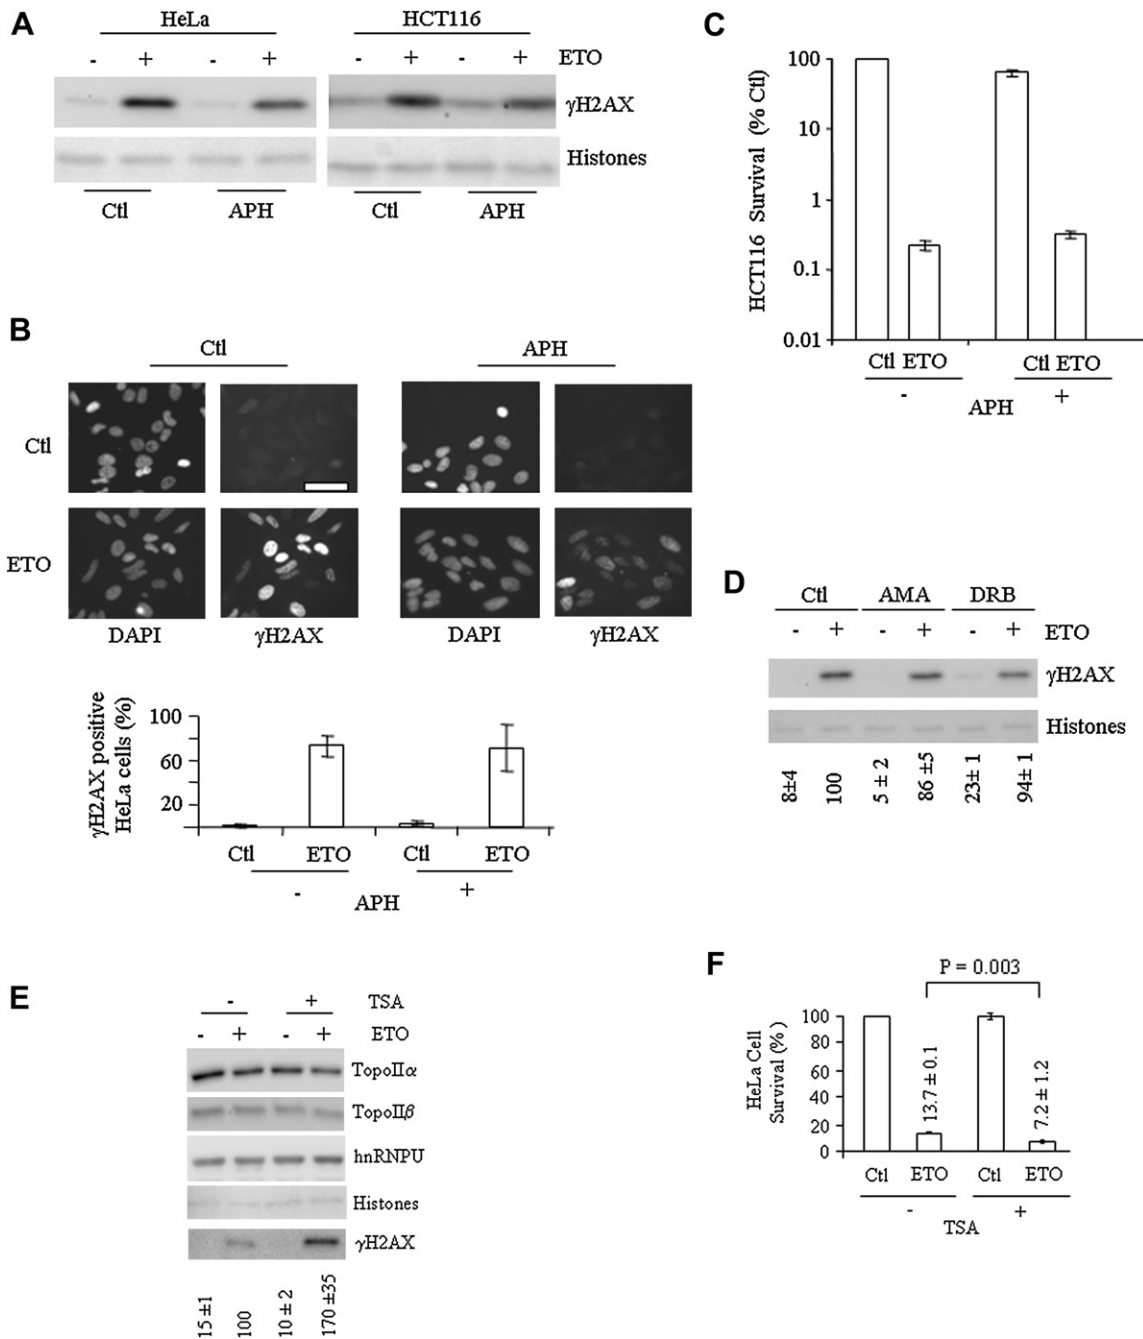 A
HeLa
HCT116
- + - + - + - + ETO
γH2AX
Histones
Ctl APH Ctl APH
B
Ctl APH
Ctl
ETO
DAPI γH2AX DAPI γH2AX
γH2AX positive
HeLa cells (%)
100
60
20
Ctl ETO Ctl ETO
- +
APH
C
HCT116 Survival (% Ctl)
100
10
1
0.1
0.01
Ctl ETO Ctl ETO
- +
APH
D
Ctl AMA DRB
- + - + - + ETO
γH2AX
Histones
8±4 100 5 ± 2 86 ±5 23± 1 94± 1
E
- + TSA
- + - + ETO
TopoIIα
TopoIIβ
hnRNPU
Histones
γH2AX
15 ±1 100 10 ± 2 170 ±35
F
P = 0.003
HeLa Cell
Survival (% )
100
80
60
40
20
0
13.7 ± 0.1
7.2 ± 1.2
Ctl ETO Ctl ETO
- +
TSA